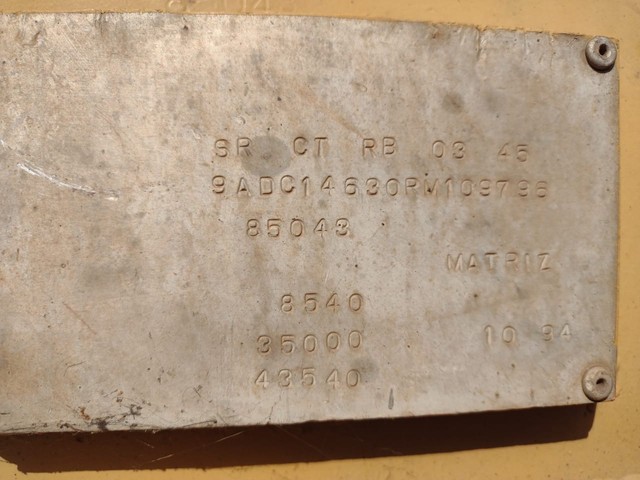 SR CT RB 03 45
9ADC14630RM109796
85043
MATRIZ
8540
35000 10 94
43540